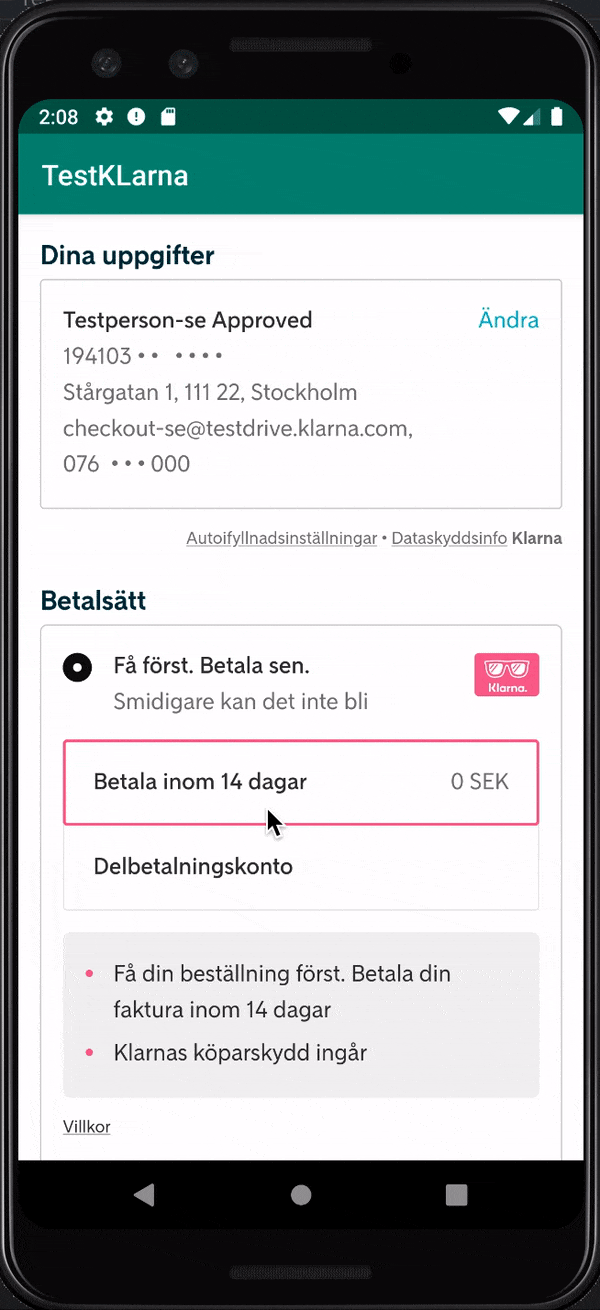 2:08
TestKLarna
Dina uppgifter
Testperson-se Approved
Ändra
194103 •• ••••
Stårgatan 1, 111 22, Stockholm
checkout-se@testdrive.klarna.com,
076 •••000
Autoifyllnadsinställningar • Dataskyddsinfo Klarna
Betalsätt
Få först. Betala sen.
Klarna.
Smidigare kan det inte bli
Betala inom 14 dagar
0 SEK
Delbetalningskonto
• Få din beställning först. Betala din
faktura inom 14 dagar
• Klarnas köparskydd ingår
Villkor